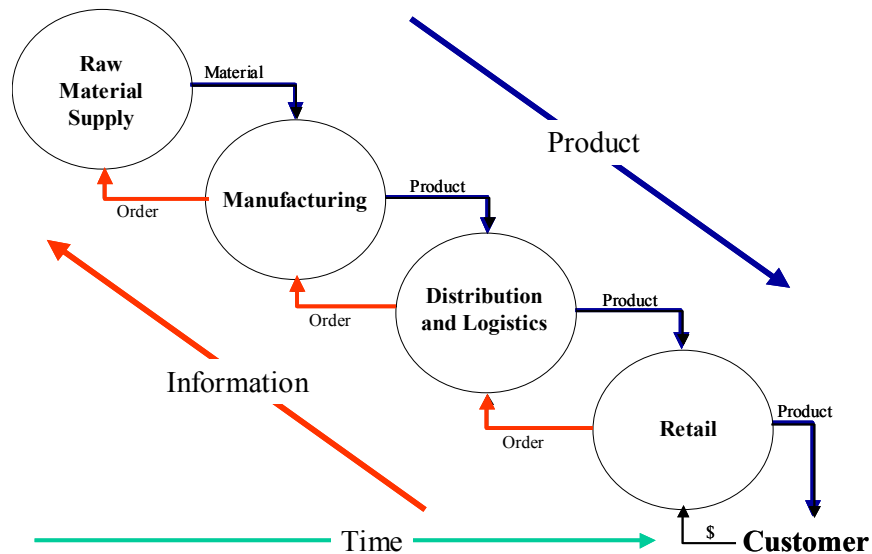 Raw
Material
Supply
Material
Product
Order
Manufacturing
Product
Order
Distribution
and Logistics
Product
Information
Order
Retail
Product
Time
$
Customer